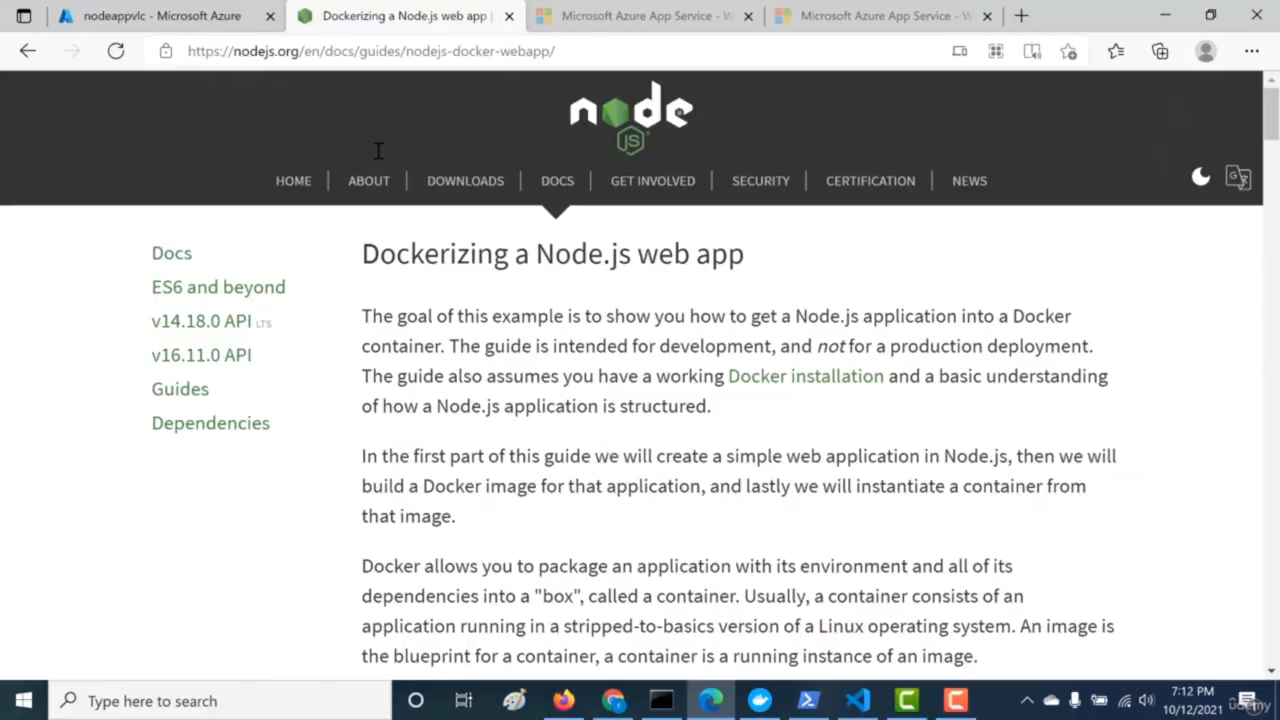 nodeappvlc - Microsoft Azure
Dockerizing a Node.js web app |
Microsoft Azure App Service - W
Microsoft Azure App Service - W
https://nodejs.org/en/docs/guides/nodejs-docker-webapp/
node
JS
HOME | ABOUT | DOWNLOADS | DOCS | GET INVOLVED | SECURITY | CERTIFICATION | NEWS
Docs
ES6 and beyond
v14.18.0 API LTS
v16.11.0 API
Guides
Dependencies
Dockerizing a Node.js web app
The goal of this example is to show you how to get a Node.js application into a Docker
container. The guide is intended for development, and not for a production deployment.
The guide also assumes you have a working Docker installation and a basic understanding
of how a Node.js application is structured.
In the first part of this guide we will create a simple web application in Node.js, then we will
build a Docker image for that application, and lastly we will instantiate a container from
that image.
Docker allows you to package an application with its environment and all of its
dependencies into a "box", called a container. Usually, a container consists of an
application running in a stripped-to-basics version of a Linux operating system. An image is
the blueprint for a container, a container is a running instance of an image.
Type here to search
7:12 PM
10/12/2021
ûdemy